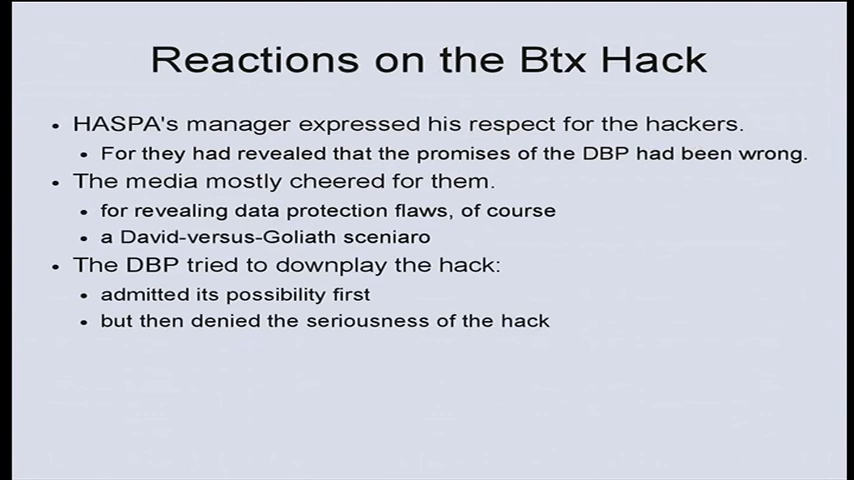 Reactions on the Btx Hack
• HASPA's manager expressed his respect for the hackers.
• For they had revealed that the promises of the DBP had been wrong.
• The media mostly cheered for them.
• for revealing data protection flaws, of course
• a David-versus-Goliath sceniaro
• The DBP tried to downplay the hack:
• admitted its possibility first
• but then denied the seriousness of the hack